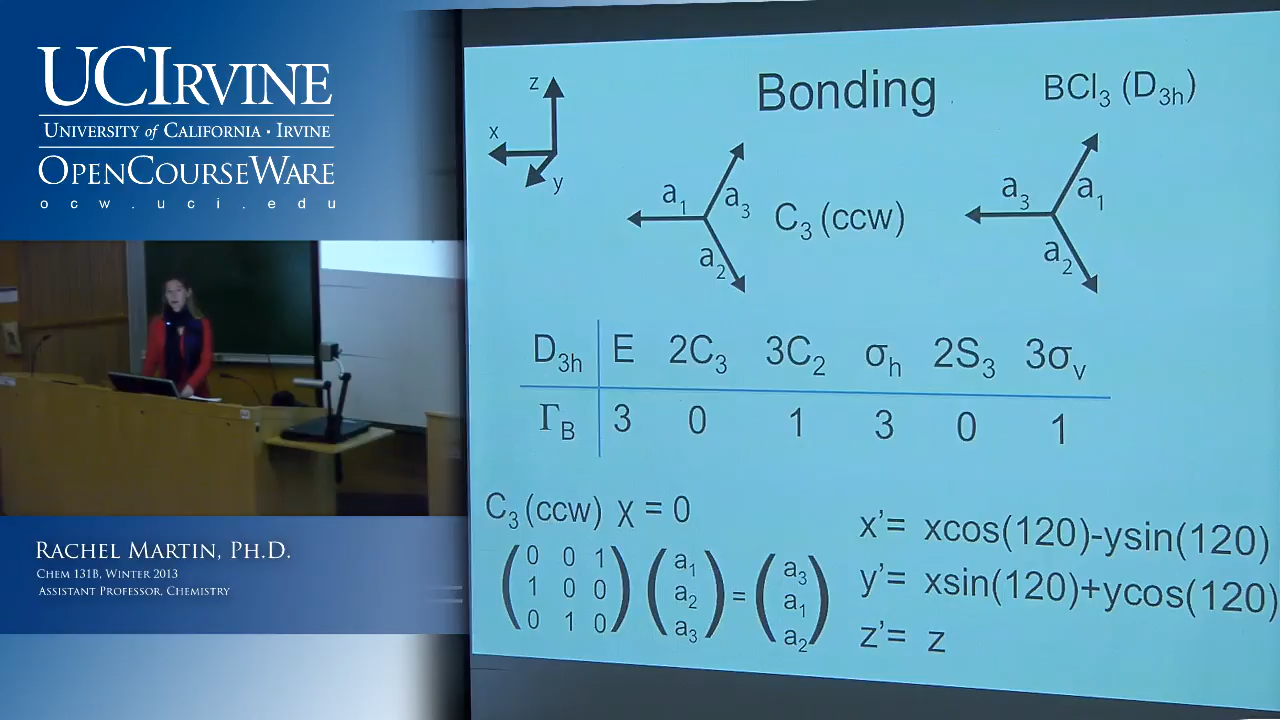 UCIRVINE
UNIVERSITY of CALIFORNIA • IRVINE
OPENCOURSEWARE
ocw.uci.edu
RACHEL MARTIN, PH.D.
CHEM 131B, WINTER 2013
ASSISTANT PROFESSOR, CHEMISTRY
Bonding
BCl₃ (D₃ₕ)
z
x
y
a₁ a₃ a₂
C₃ (ccw)
a₃ a₁ a₂
D₃ₕ E 2C₃ 3C₂ σₕ 2S₃ 3σᵥ
Γ_B 3 0 1 3 0 1
C₃ (ccw) χ = 0
(0 0 1) (a₁) (a₃)
(1 0 0) (a₂) = (a₁)
(0 1 0) (a₃) (a₂)
x'= xcos(120)-ysin(120)
y'= xsin(120)+ycos(120)
z'= z